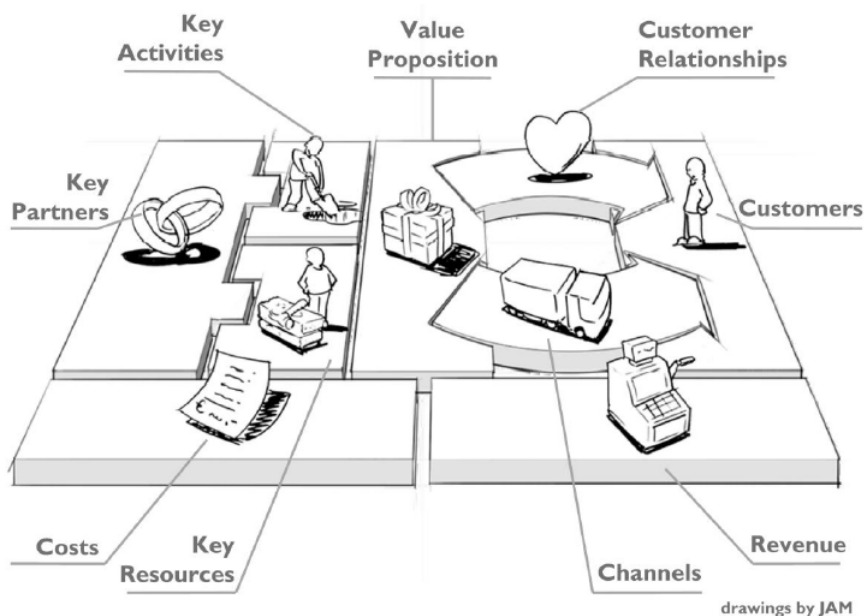 Key
Activities
Value
Proposition
Customer
Relationships
Key
Partners
Customers
Costs
Key
Resources
Channels
Revenue
drawings by JAM